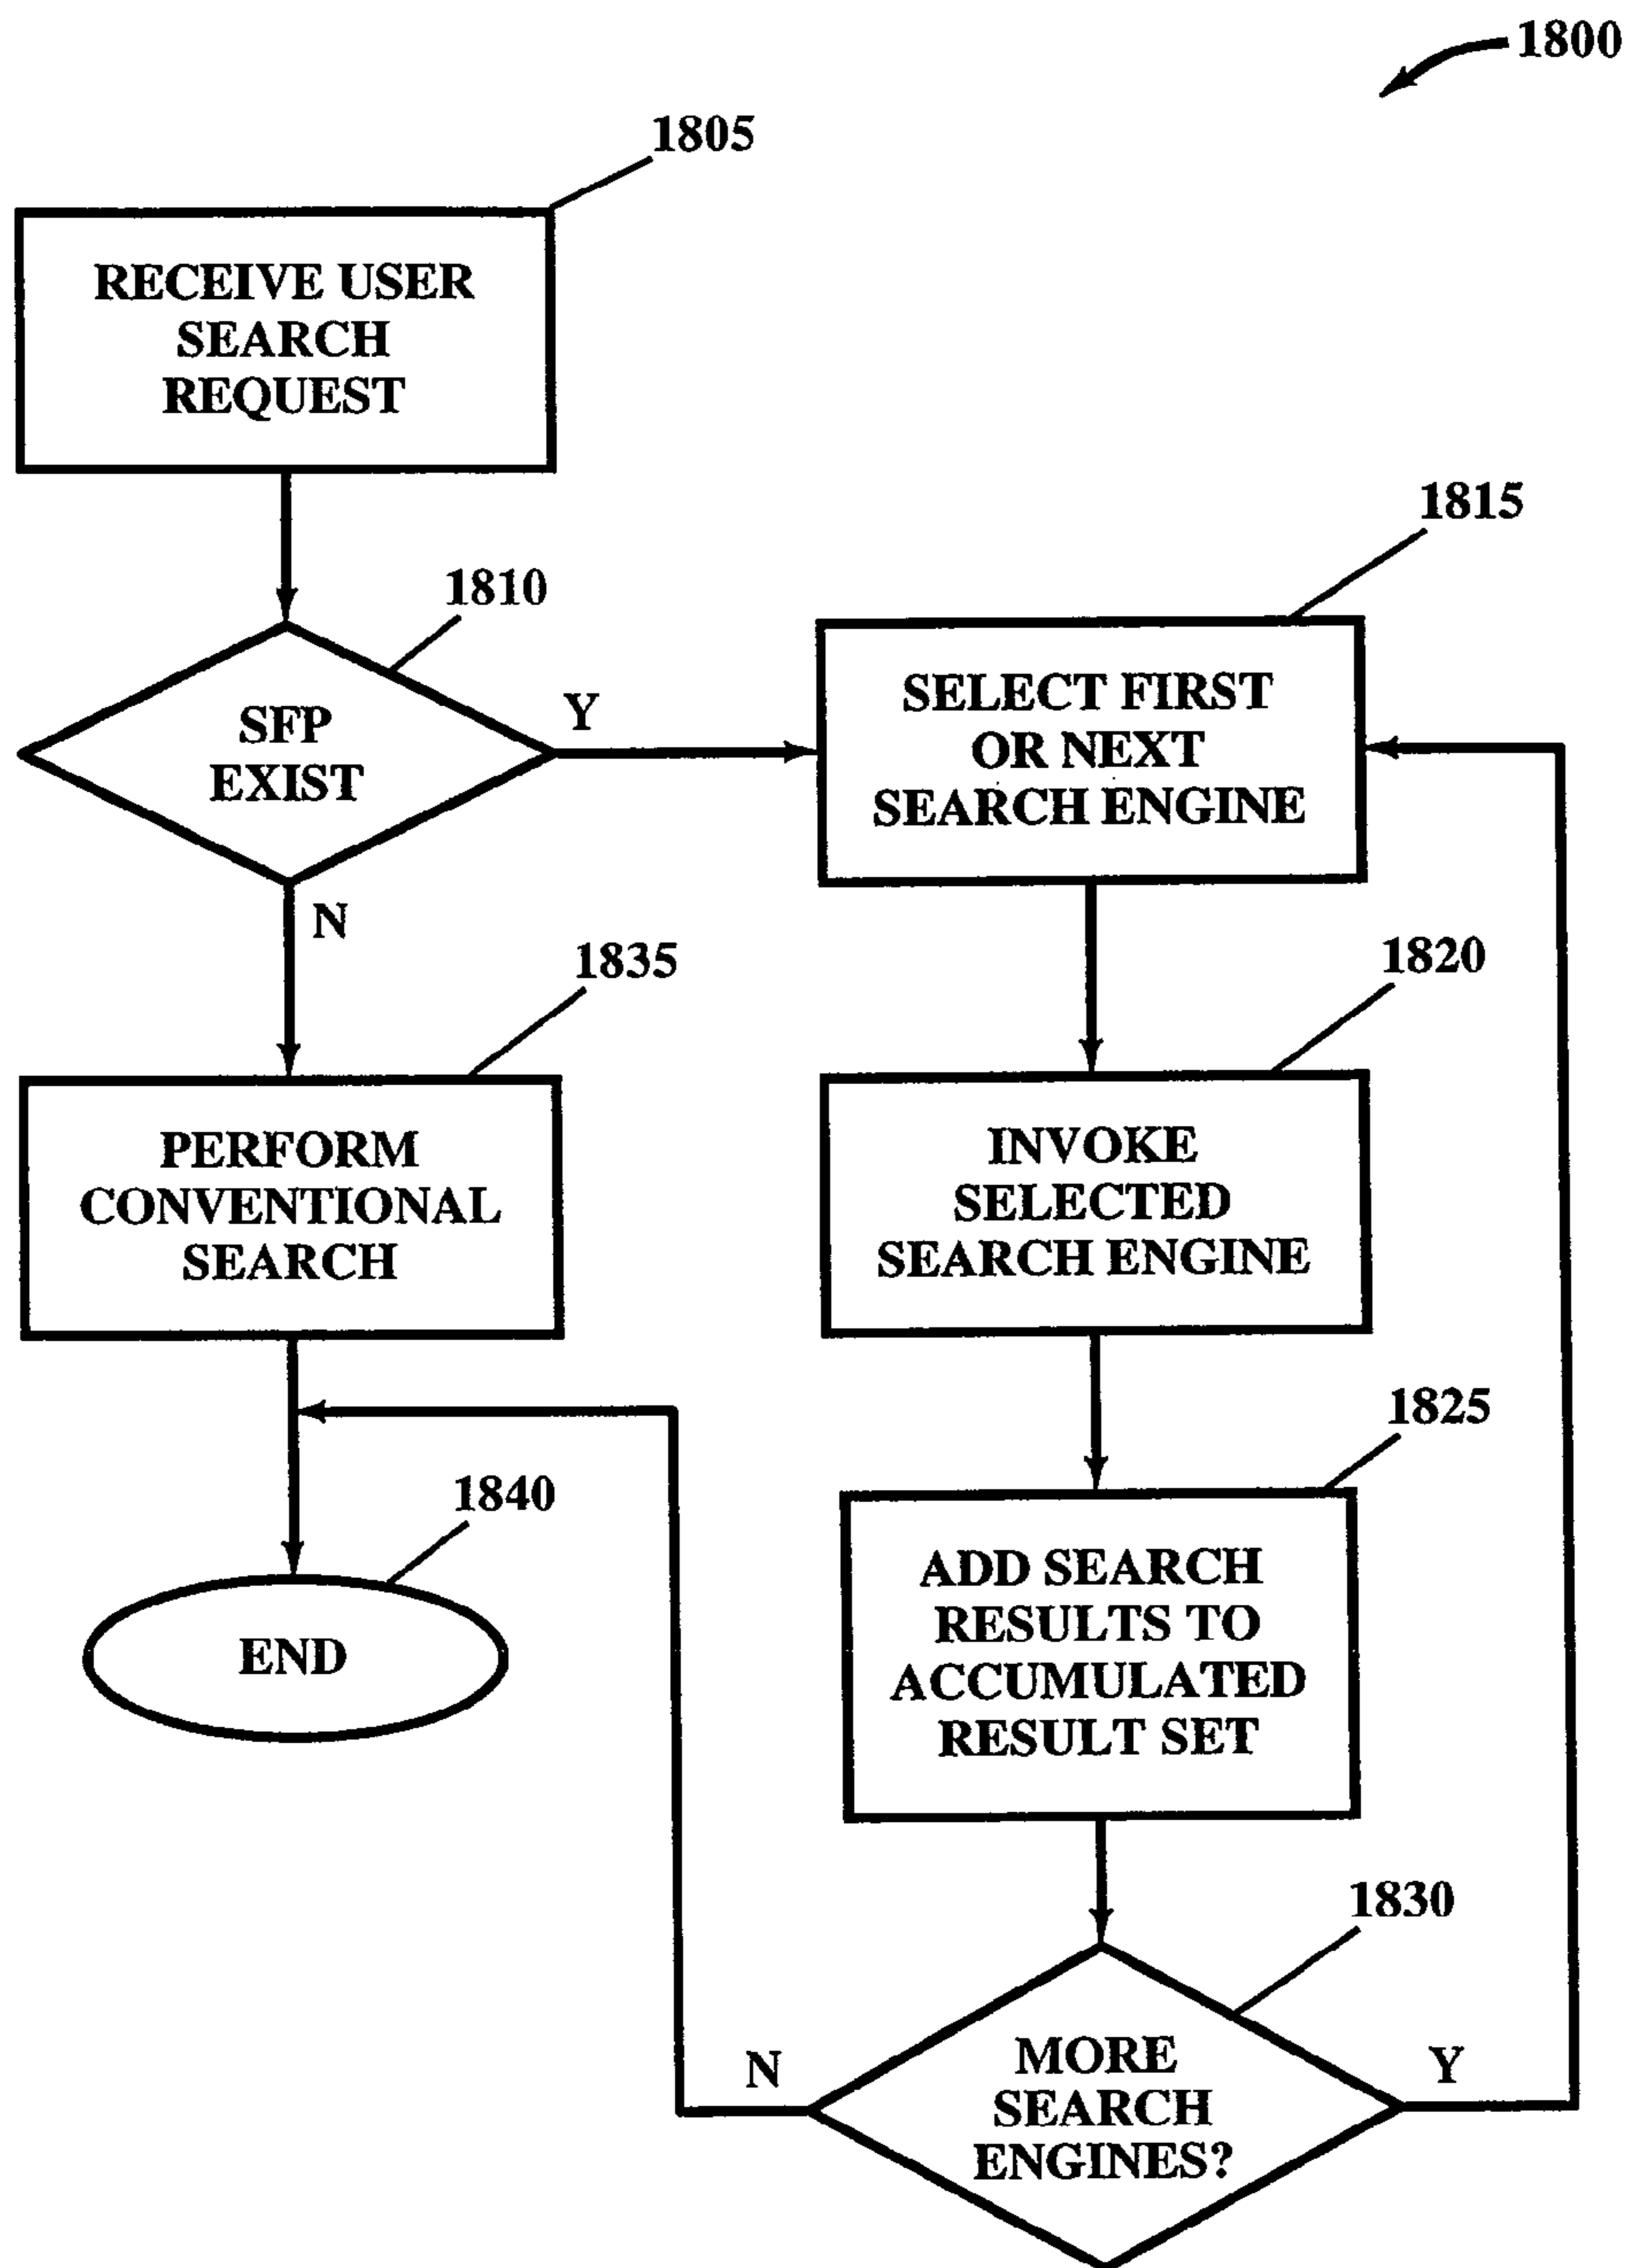 1800
1805
RECEIVE USER
SEARCH
REQUEST
1810
SFP
EXIST
Y
N
1815
SELECT FIRST
OR NEXT
SEARCH ENGINE
1835
PERFORM
CONVENTIONAL
SEARCH
1820
INVOKE
SELECTED
SEARCH ENGINE
1825
ADD SEARCH
RESULTS TO
ACCUMULATED
RESULT SET
1840
END
1830
MORE
SEARCH
ENGINES?
N
Y